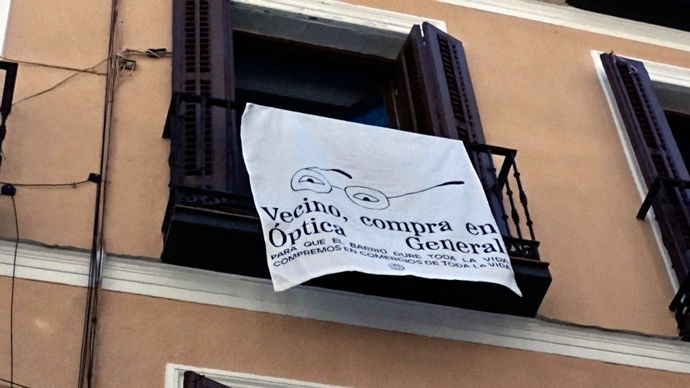 Vecino, compra en
Óptica General
PARA QUE EL BARRIO DURE TODA LA VIDA
COMPREMOS EN COMERCIOS DE TODA LA VIDA